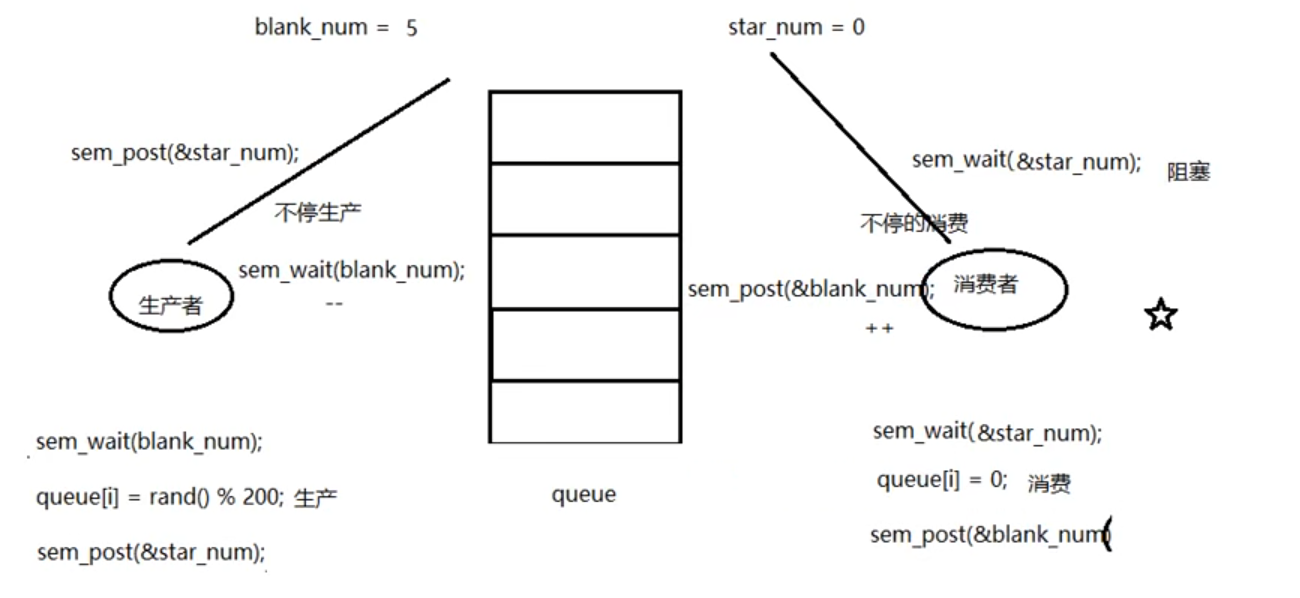 blank_num = 5
star_num = 0
sem_post(&star_num);
sem_wait(&star_num);
阻塞
不停生产
不停的消费
sem_wait(blank_num);
--
生产者
sem_post(&blank_num);
++
消费者
sem_wait(blank_num);
queue[i] = rand() % 200; 生产
sem_post(&star_num);
queue
sem_wait(&star_num);
queue[i] = 0; 消费
sem_post(&blank_num(